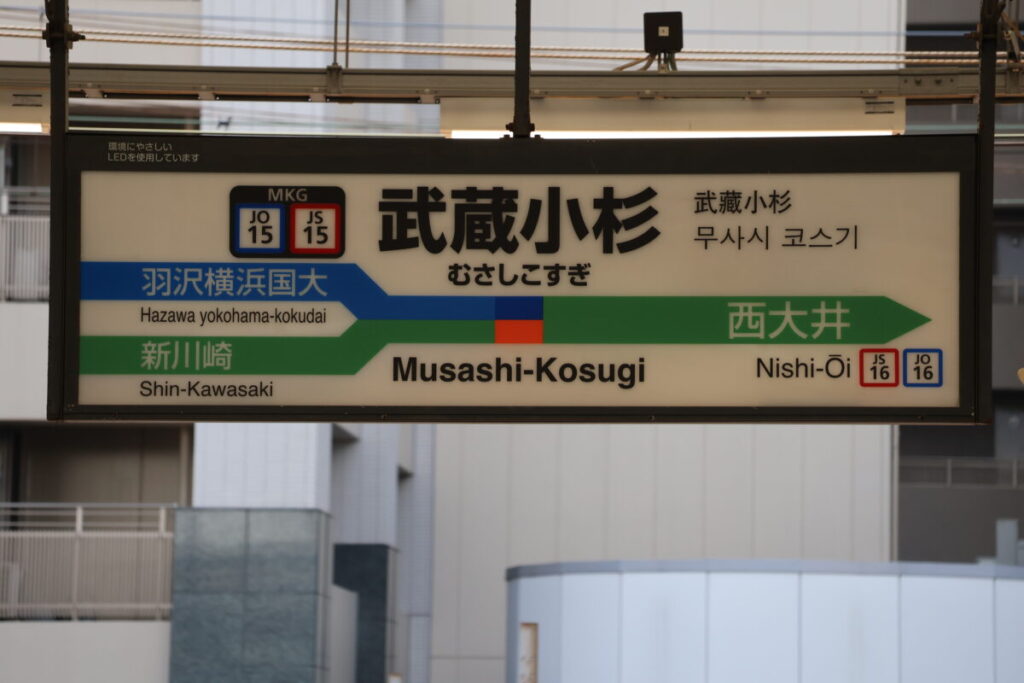 環境にやさしい
LEDを使用しています
MKG
JO
15
JS
15
武蔵小杉
むさしこすぎ
武蔵小杉
무사시 코스기
羽沢横浜国大
Hazawa yokohama-kokudai
新川崎
Shin-Kawasaki
Musashi-Kosugi
西大井
Nishi-Ōi
JS
16
JO
16